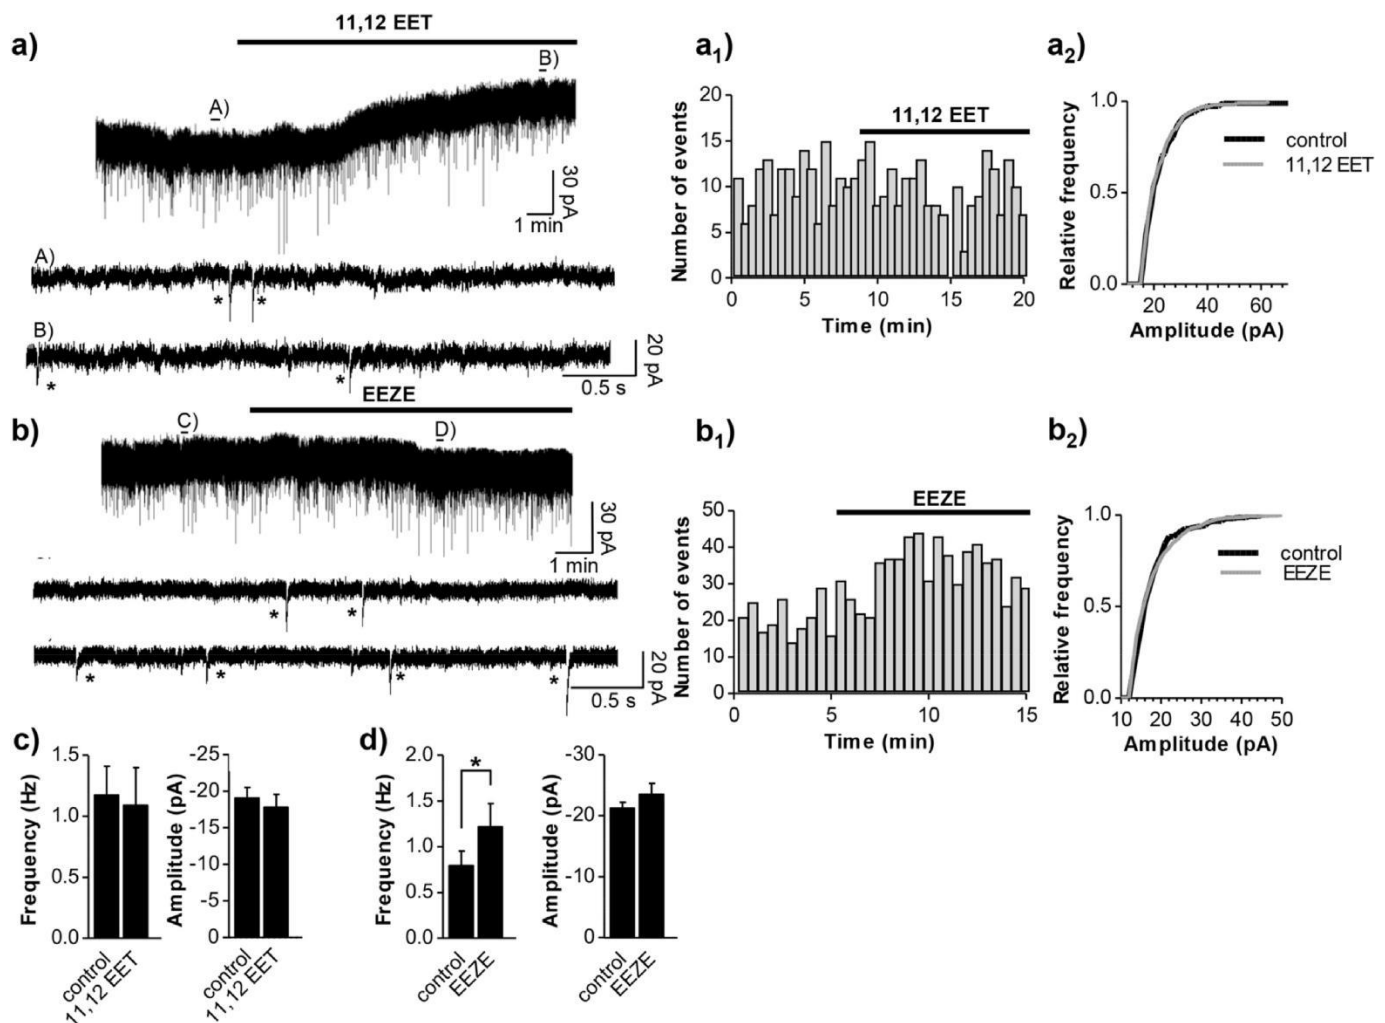 a)
11,12 EET
A)
B)
30 pA
1 min
A)
*
*
B)
*
*
20 pA
0.5 s
a1)
Number of events
20
15
10
5
0
11,12 EET
0
5
10
15
20
Time (min)
a2)
Relative frequency
1.0
0.5
0.0
control
11,12 EET
20
40
60
Amplitude (pA)
b)
EEZE
C)
D)
30 pA
1 min
*
*
*
*
*
*
20 pA
0.5 s
b1)
Number of events
50
40
30
20
10
0
EEZE
0
5
10
15
Time (min)
b2)
Relative frequency
1.0
0.5
0.0
control
EEZE
10
20
30
40
50
Amplitude (pA)
c)
Frequency (Hz)
1.5
1.0
0.5
0.0
control
11,12 EET
Amplitude (pA)
-25
-20
-15
-10
-5
0
control
11,12 EET
d)
Frequency (Hz)
2.0
1.5
1.0
0.5
0.0
*
control
EEZE
Amplitude (pA)
-30
-20
-10
0
control
EEZE